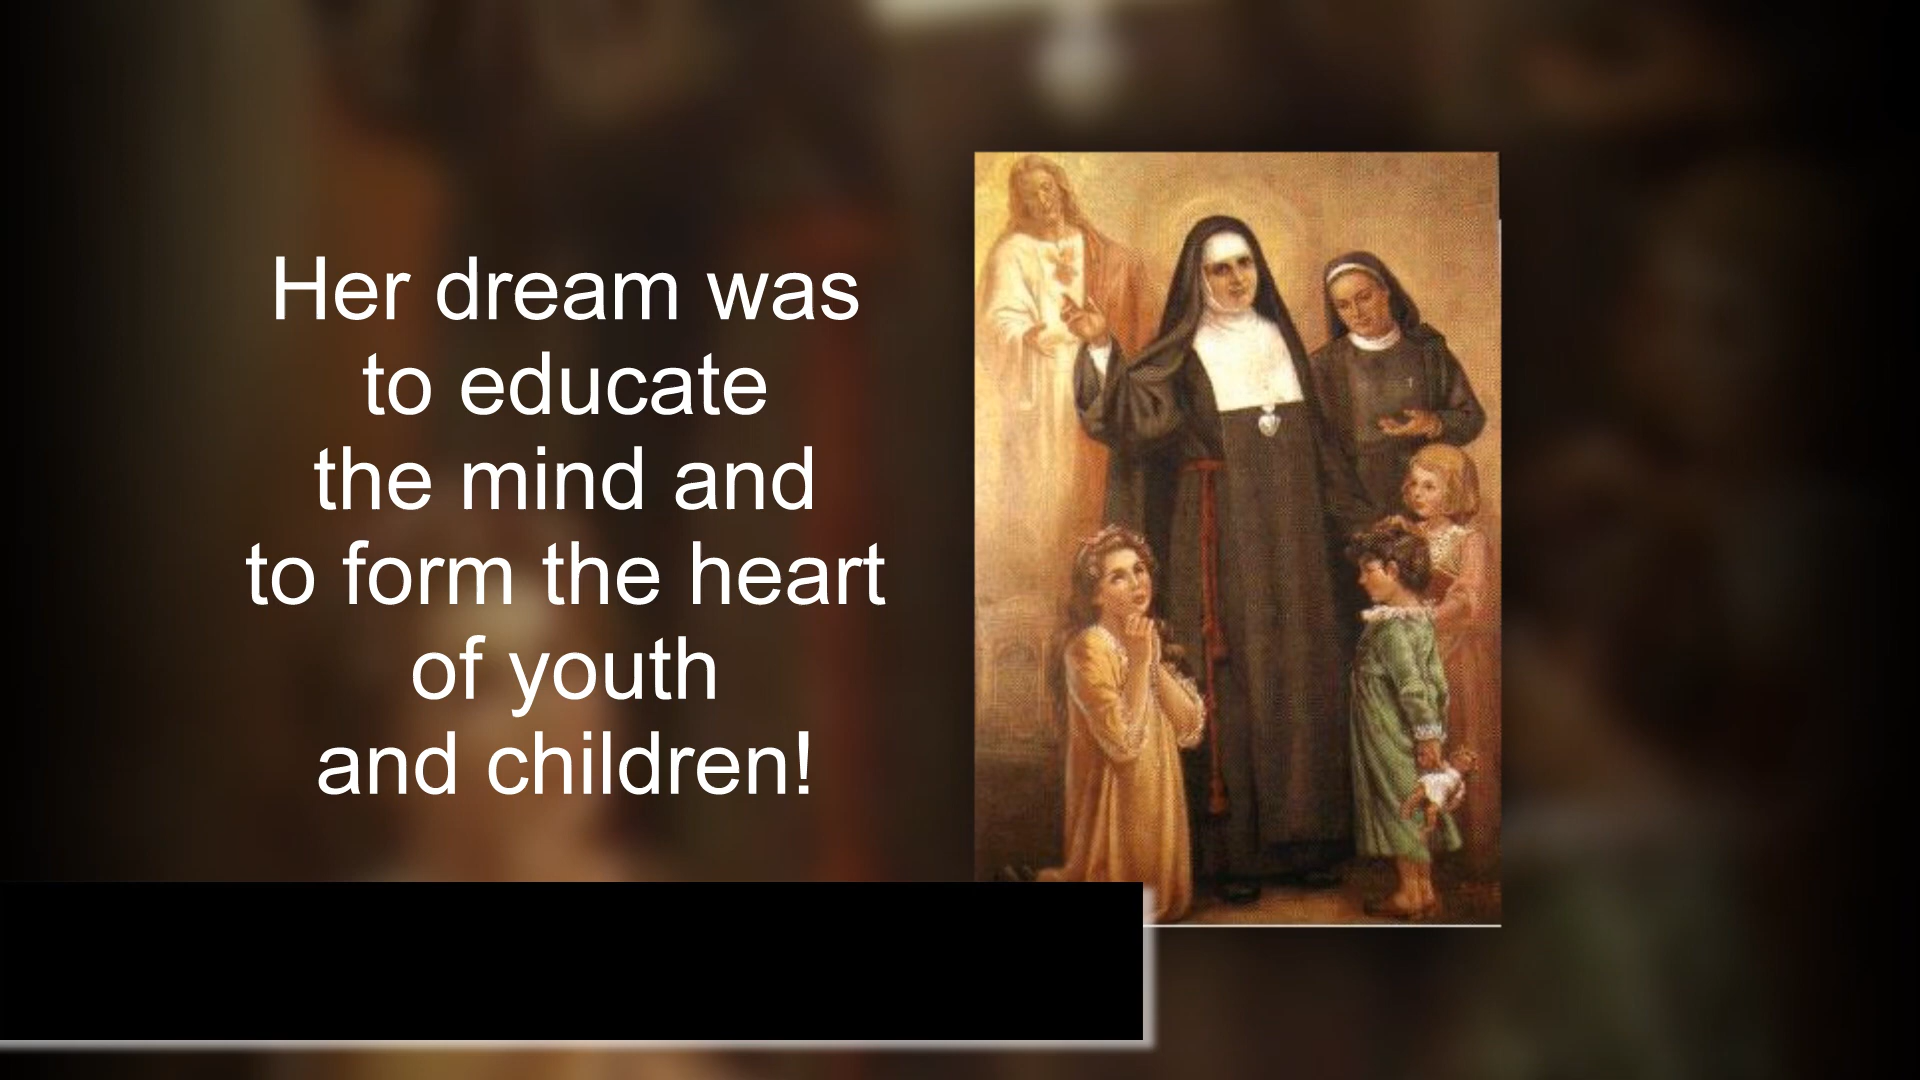 Her dream was
to educate
the mind and
to form the heart
of youth
and children!